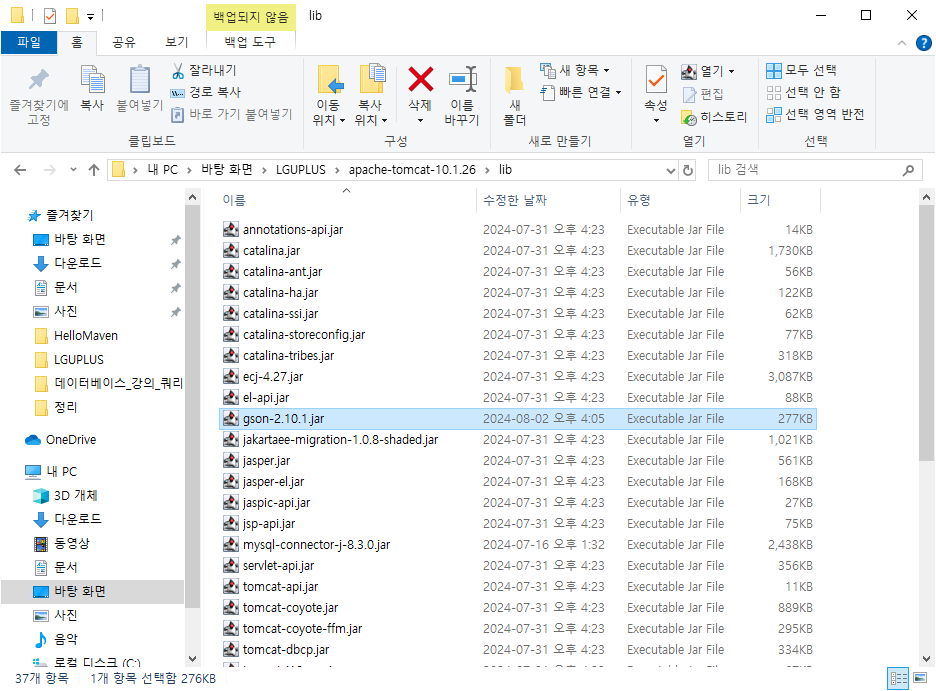 백업되지 않음
lib
파일
홈
공유
보기
백업 도구
즐겨찾기에 고정
복사
붙여넣기
잘라내기
경로 복사
바로 가기 붙여넣기
클립보드
이동 위치
복사 위치
삭제
이름 바꾸기
구성
새 폴더
새 항목
빠른 연결
새로 만들기
속성
열기
편집
히스토리
열기
모두 선택
선택 안 함
선택 영역 반전
선택
내 PC > 바탕 화면 > LGUPLUS > apache-tomcat-10.1.26 > lib
lib 검색
즐겨찾기
바탕 화면
다운로드
문서
사진
HelloMaven
LGUPLUS
데이터베이스_강의_쿼리
정리
OneDrive
내 PC
3D 개체
다운로드
동영상
문서
바탕 화면
사진
음악
로컬 디스크 (C:)
이름 수정한 날짜 유형 크기
annotations-api.jar 2024-07-31 오후 4:23 Executable Jar File 14KB
catalina.jar 2024-07-31 오후 4:23 Executable Jar File 1,730KB
catalina-ant.jar 2024-07-31 오후 4:23 Executable Jar File 56KB
catalina-ha.jar 2024-07-31 오후 4:23 Executable Jar File 122KB
catalina-ssi.jar 2024-07-31 오후 4:23 Executable Jar File 62KB
catalina-storeconfig.jar 2024-07-31 오후 4:23 Executable Jar File 77KB
catalina-tribes.jar 2024-07-31 오후 4:23 Executable Jar File 318KB
ecj-4.27.jar 2024-07-31 오후 4:23 Executable Jar File 3,087KB
el-api.jar 2024-07-31 오후 4:23 Executable Jar File 88KB
gson-2.10.1.jar 2024-08-02 오후 4:05 Executable Jar File 277KB
jakartaee-migration-1.0.8-shaded.jar 2024-07-31 오후 4:23 Executable Jar File 1,021KB
jasper.jar 2024-07-31 오후 4:23 Executable Jar File 561KB
jasper-el.jar 2024-07-31 오후 4:23 Executable Jar File 168KB
jaspic-api.jar 2024-07-31 오후 4:23 Executable Jar File 27KB
jsp-api.jar 2024-07-31 오후 4:23 Executable Jar File 75KB
mysql-connector-j-8.3.0.jar 2024-07-16 오후 1:32 Executable Jar File 2,438KB
servlet-api.jar 2024-07-31 오후 4:23 Executable Jar File 356KB
tomcat-api.jar 2024-07-31 오후 4:23 Executable Jar File 11KB
tomcat-coyote.jar 2024-07-31 오후 4:23 Executable Jar File 889KB
tomcat-coyote-ffm.jar 2024-07-31 오후 4:23 Executable Jar File 295KB
tomcat-dbcp.jar 2024-07-31 오후 4:23 Executable Jar File 334KB
37개 항목 1개 항목 선택함 276KB